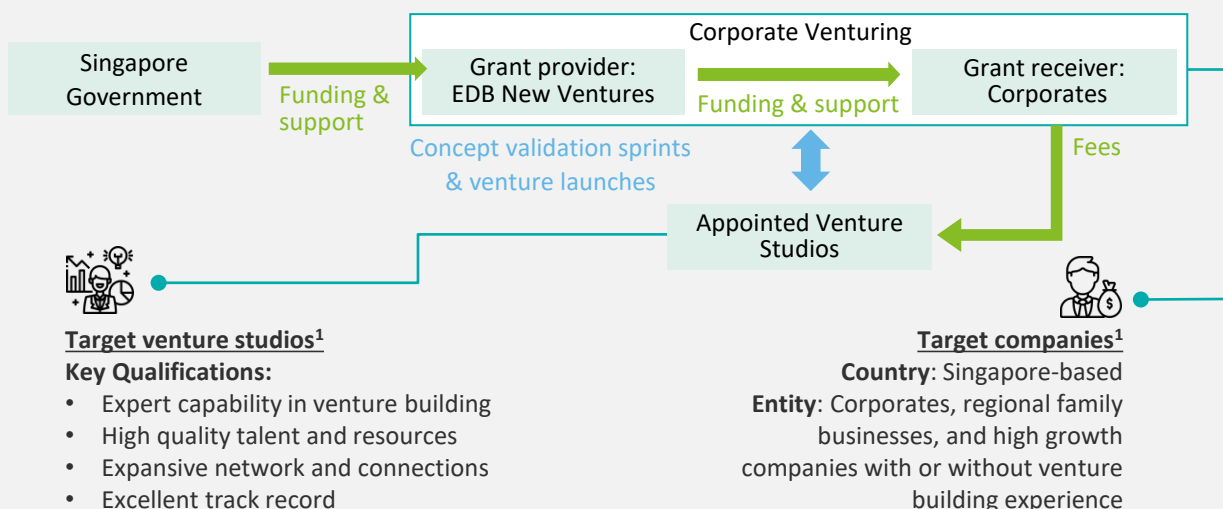 Corporate Venturing
Singapore
Government
Funding &
support
Grant provider:
EDB New Ventures
Funding & support
Grant receiver:
Corporates
Concept validation sprints
& venture launches
Fees
Appointed Venture
Studios
Target venture studios¹
Key Qualifications:
• Expert capability in venture building
• High quality talent and resources
• Expansive network and connections
• Excellent track record
Target companies¹
Country: Singapore-based
Entity: Corporates, regional family
businesses, and high growth
companies with or without venture
building experience